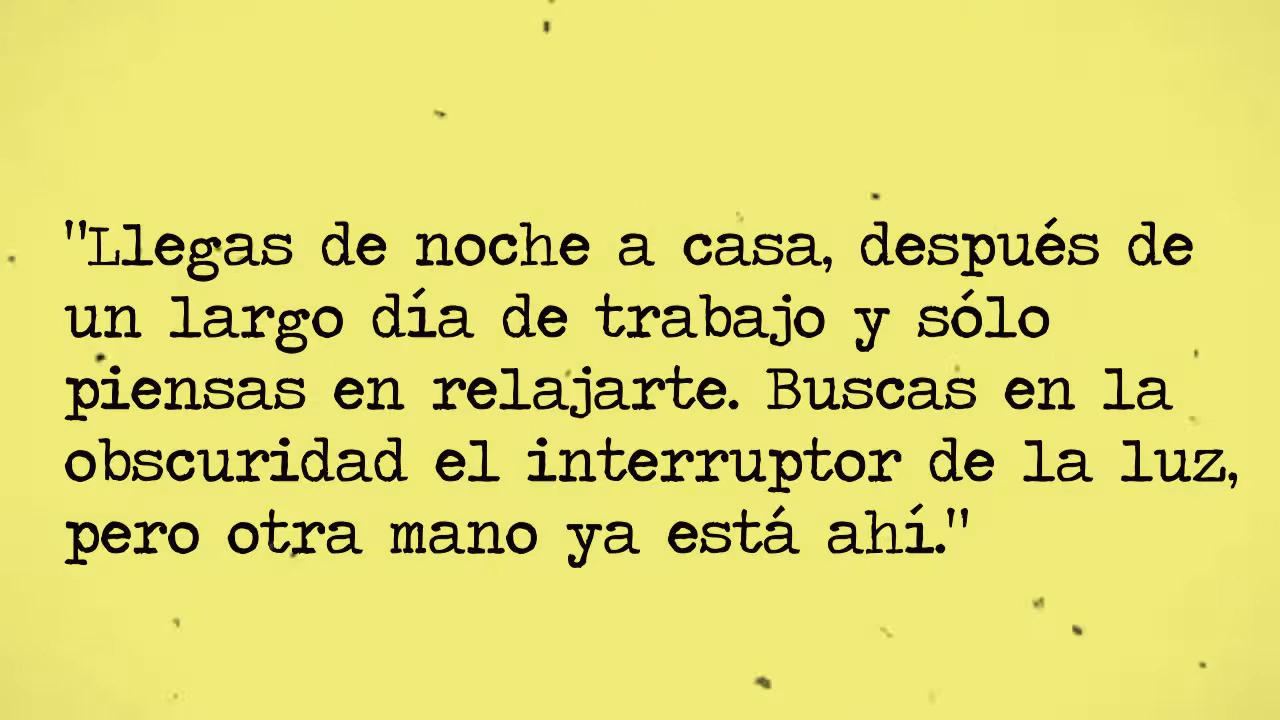 "Llegas de noche a casa, después de
un largo día de trabajo y sólo
piensas en relajarte. Buscas en la
obscuridad el interruptor de la luz,
pero otra mano ya está ahí."